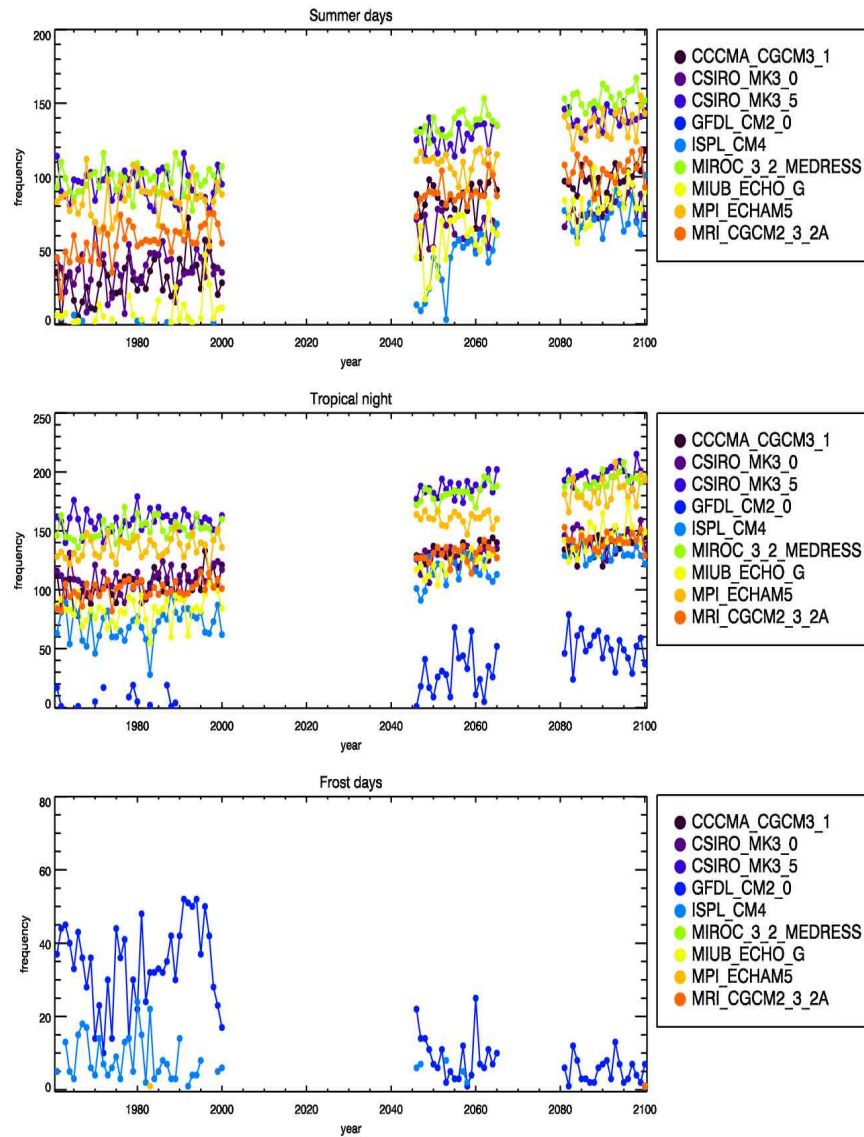 Summer days
200
150
100
50
0
frequency
1980 2000 2020 2040 2060 2080 2100
year
CCCMA_CGCM3_1
CSIRO_MK3_0
CSIRO_MK3_5
GFDL_CM2_0
ISPL_CM4
MIROC_3_2_MEDRESS
MIUB_ECHO_G
MPI_ECHAM5
MRI_CGCM2_3_2A
Tropical night
250
200
150
100
50
0
frequency
1980 2000 2020 2040 2060 2080 2100
year
CCCMA_CGCM3_1
CSIRO_MK3_0
CSIRO_MK3_5
GFDL_CM2_0
ISPL_CM4
MIROC_3_2_MEDRESS
MIUB_ECHO_G
MPI_ECHAM5
MRI_CGCM2_3_2A
Frost days
80
60
40
20
0
frequency
1980 2000 2020 2040 2060 2080 2100
year
CCCMA_CGCM3_1
CSIRO_MK3_0
CSIRO_MK3_5
GFDL_CM2_0
ISPL_CM4
MIROC_3_2_MEDRESS
MIUB_ECHO_G
MPI_ECHAM5
MRI_CGCM2_3_2A